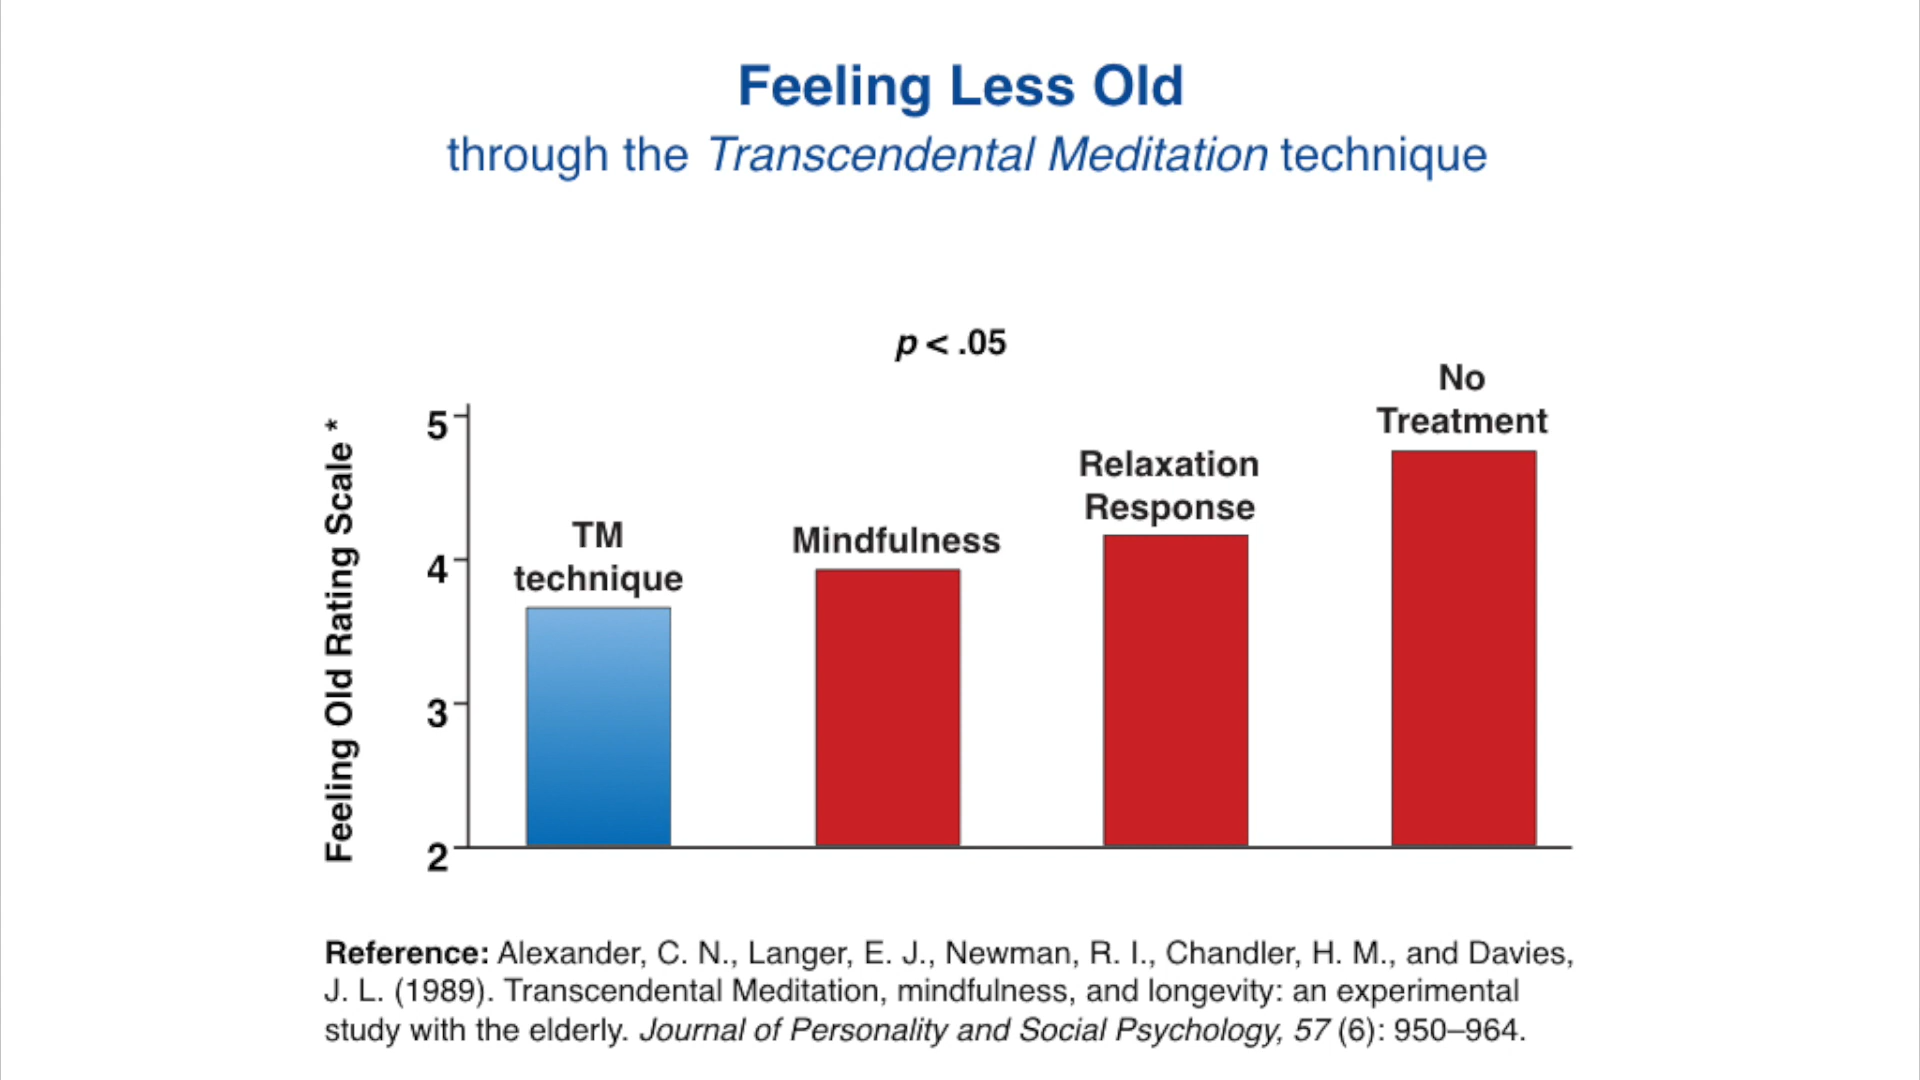 Feeling Less Old
through the Transcendental Meditation technique
p < .05
Feeling Old Rating Scale *
5
4
3
2
TM
technique
Mindfulness
Relaxation
Response
No
Treatment
Reference: Alexander, C. N., Langer, E. J., Newman, R. I., Chandler, H. M., and Davies,
J. L. (1989). Transcendental Meditation, mindfulness, and longevity: an experimental
study with the elderly. Journal of Personality and Social Psychology, 57 (6): 950–964.